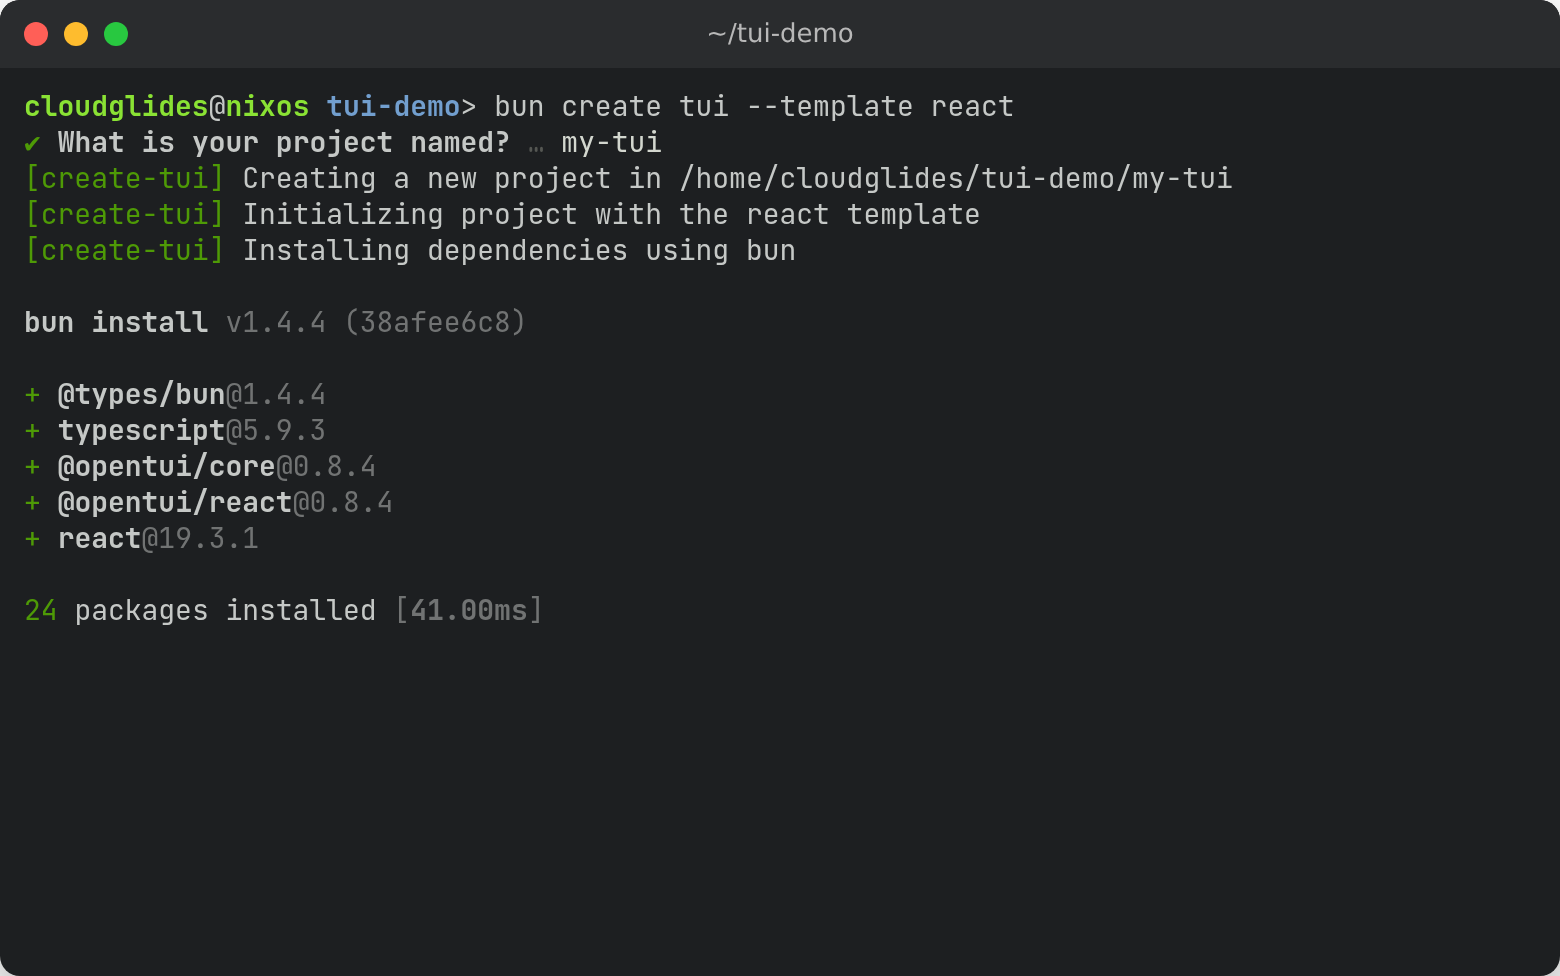 ~/tui-demo
cloudglides@nixos tui-demo> bun create tui --template react
✔ What is your project named? … my-tui
[create-tui] Creating a new project in /home/cloudglides/tui-demo/my-tui
[create-tui] Initializing project with the react template
[create-tui] Installing dependencies using bun
bun install v1.4.4 (38afee6c8)
+ @types/bun@1.4.4
+ typescript@5.9.3
+ @opentui/core@0.8.4
+ @opentui/react@0.8.4
+ react@19.3.1
24 packages installed [41.00ms]